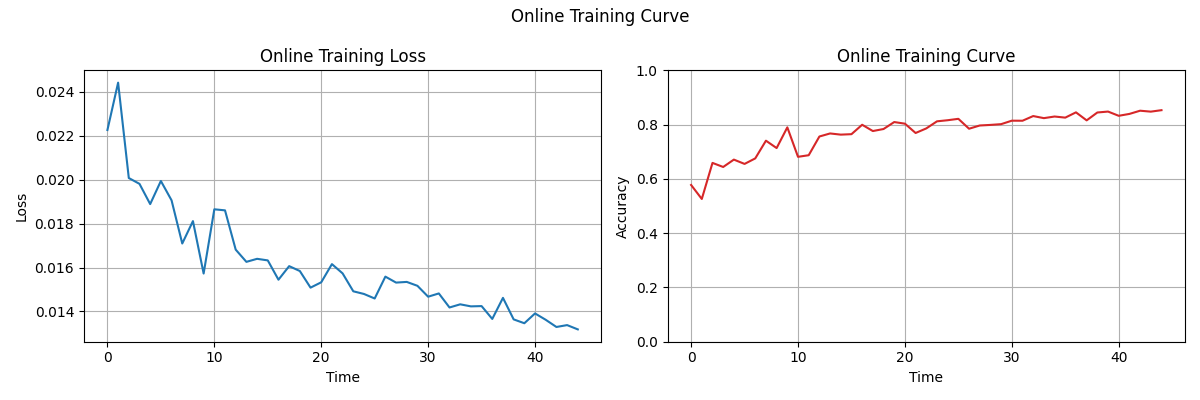 Online Training Curve
Online Training Loss
0.024
0.022
0.020
0.018
0.016
0.014
Loss
0 10 20 30 40
Time
Online Training Curve
1.0
0.8
0.6
0.4
0.2
0.0
Accuracy
0 10 20 30 40
Time